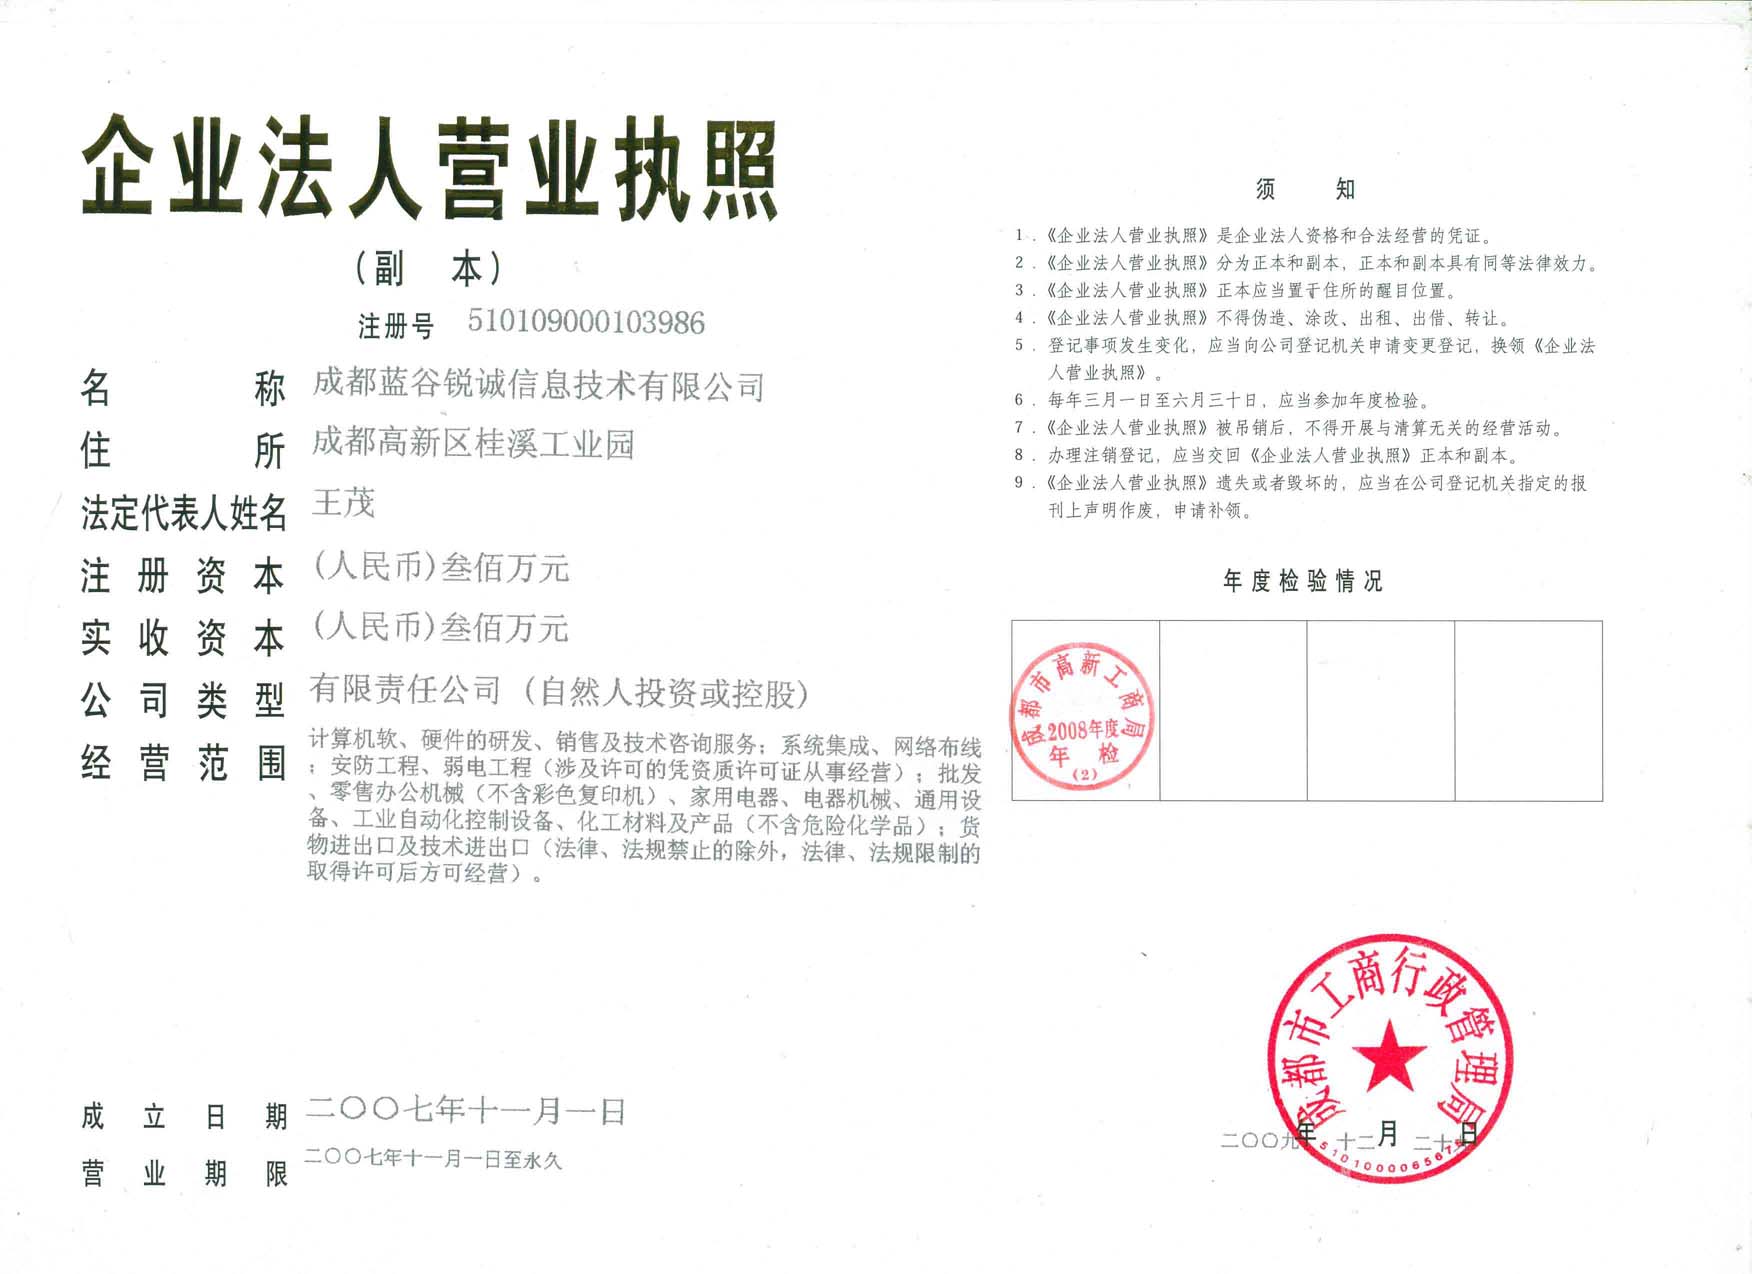 企业法人营业执照
(副 本)
注册号 510109000103986
名 称 成都蓝谷锐诚信息技术有限公司
住 所 成都高新区桂溪工业园
法定代表人姓名 王茂
注册资本 (人民币)叁佰万元
实收资本 (人民币)叁佰万元
公司类型 有限责任公司（自然人投资或控股）
经营范围 计算机软、硬件的研发、销售及技术咨询服务；系统集成、网络布线
；安防工程、弱电工程（涉及许可的凭资质许可证从事经营）；批发
、零售办公机械（不含彩色复印机）、家用电器、电器机械、通用设
备、工业自动化控制设备、化工材料及产品（不含危险化学品）；货
物进出口及技术进出口（法律、法规禁止的除外，法律、法规限制的
取得许可后方可经营）。
成立日期 二〇〇七年十一月一日
营业期限 二〇〇七年十一月一日至永久
须 知
1．《企业法人营业执照》是企业法人资格和合法经营的凭证。
2．《企业法人营业执照》分为正本和副本，正本和副本具有同等法律效力。
3．《企业法人营业执照》正本应当置于住所的醒目位置。
4．《企业法人营业执照》不得伪造、涂改、出租、出借、转让。
5．登记事项发生变化，应当向公司登记机关申请变更登记，换领《企业法
人营业执照》。
6．每年三月一日至六月三十日，应当参加年度检验。
7．《企业法人营业执照》被吊销后，不得开展与清算无关的经营活动。
8．办理注销登记，应当交回《企业法人营业执照》正本和副本。
9．《企业法人营业执照》遗失或者毁坏的，应当在公司登记机关指定的报
刊上声明作废，申请补领。
年度检验情况
成都市高新工商局
2008年度
年 检
(2)
成都市工商行政管理局
二〇〇九年 十二月 日